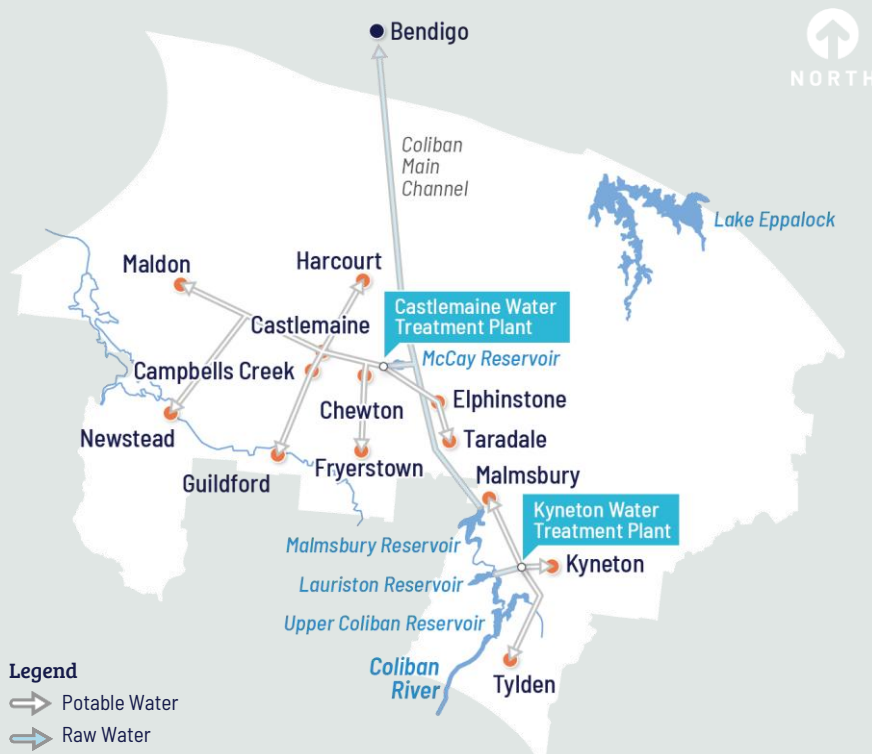 Bendigo
NORTH
Coliban
Main
Channel
Lake Eppalock
Maldon
Harcourt
Castlemaine Water
Treatment Plant
Castlemaine
McCay Reservoir
Campbells Creek
Chewton
Elphinstone
Newstead
Taradale
Guildford
Fryerstown
Malmsbury
Kyneton Water
Treatment Plant
Malmsbury Reservoir
Kyneton
Lauriston Reservoir
Upper Coliban Reservoir
Coliban
River
Tylden
Legend
Potable Water
Raw Water